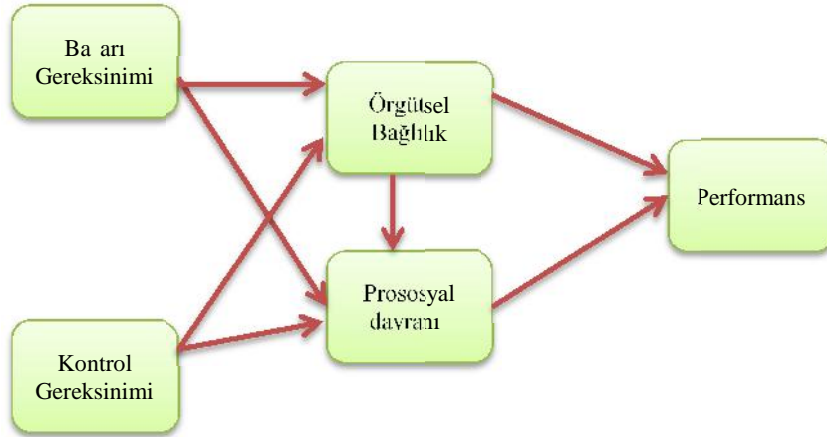 Ba arı
Gereksinimi
Örgütsel
Bağlılık
Performans
Prososyal
davranı
Kontrol
Gereksinimi